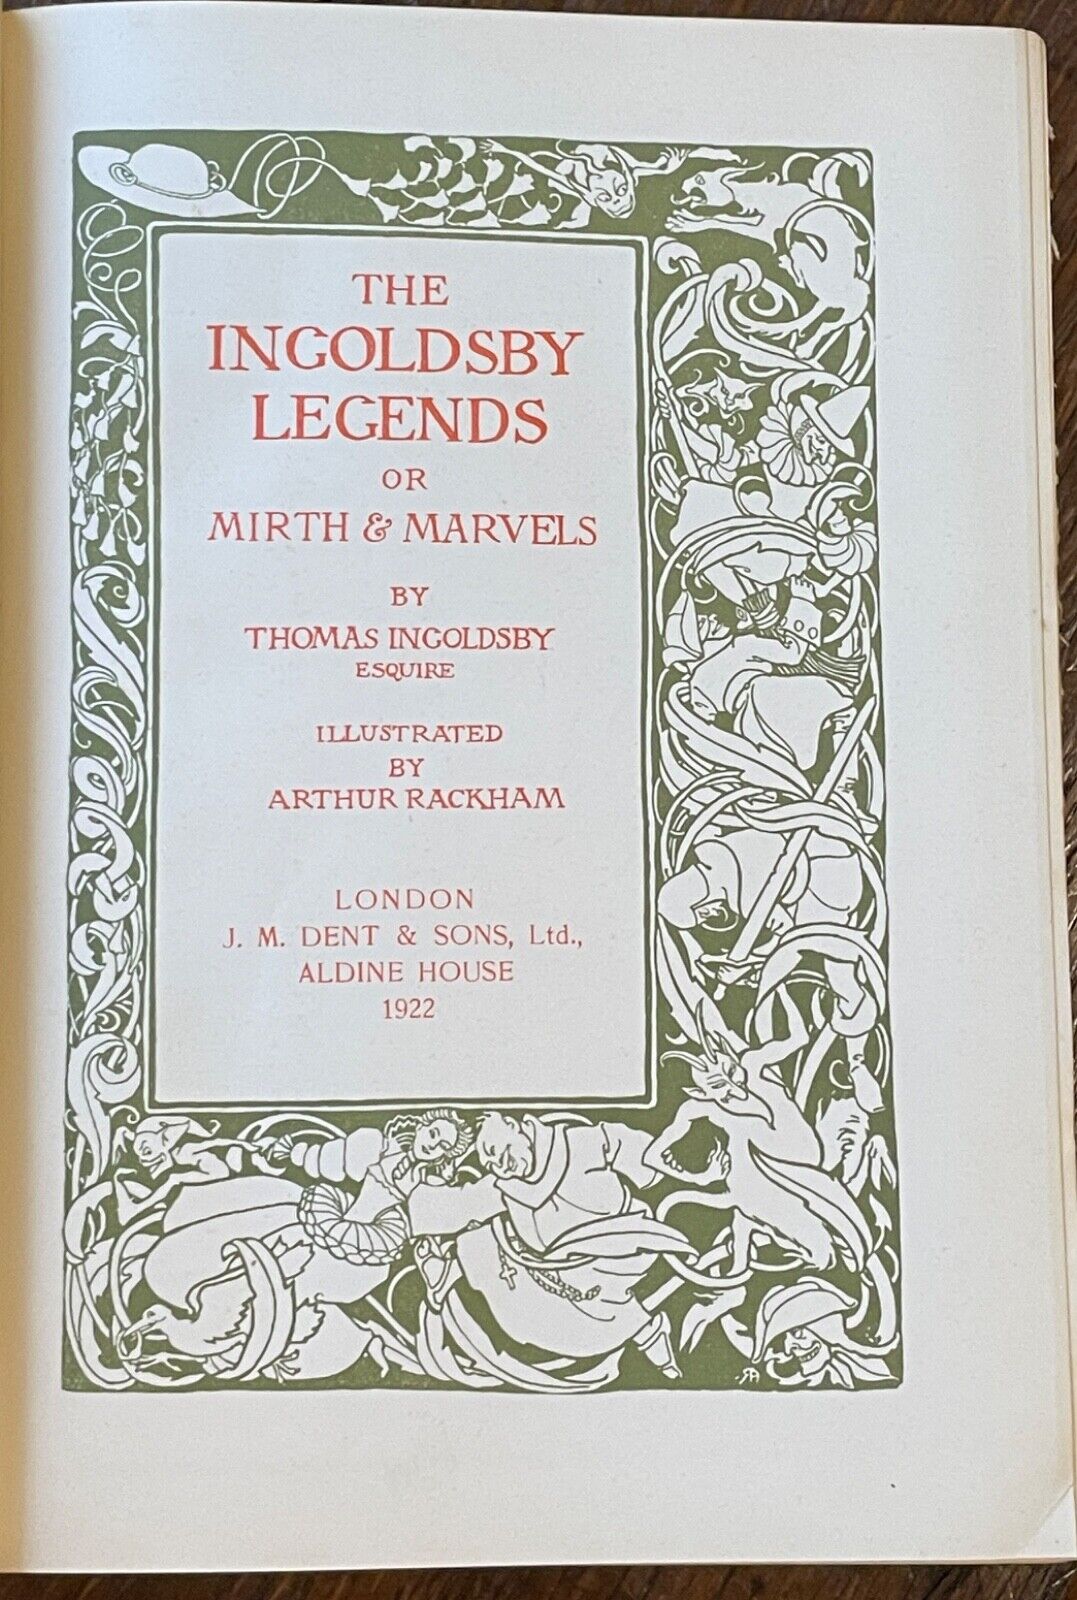 THE
INGOLDSBY
LEGENDS
OR
MIRTH & MARVELS
BY
THOMAS INGOLDSBY
ESQUIRE
ILLUSTRATED
BY
ARTHUR RACKHAM
LONDON
J. M. DENT & SONS, Ltd.,
ALDINE HOUSE
1922